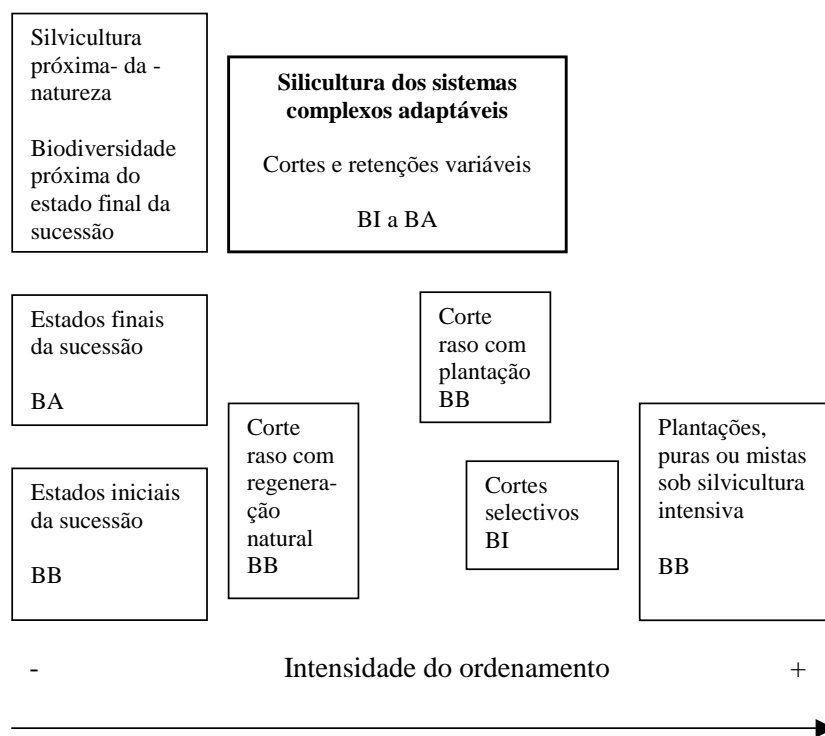 Silvicultura
próxima- da -
natureza
Biodiversidade
próxima do
estado final da
sucessão
Silicultura dos sistemas
complexos adaptáveis
Cortes e retenções variáveis
BI a BA
Estados finais
da sucessão
BA
Corte
raso com
plantação
BB
Corte
raso com
regenera-
ção
natural
BB
Plantações,
puras ou mistas
sob silvicultura
intensiva
BB
Estados iniciais
da sucessão
BB
Cortes
selectivos
BI
- Intensidade do ordenamento +